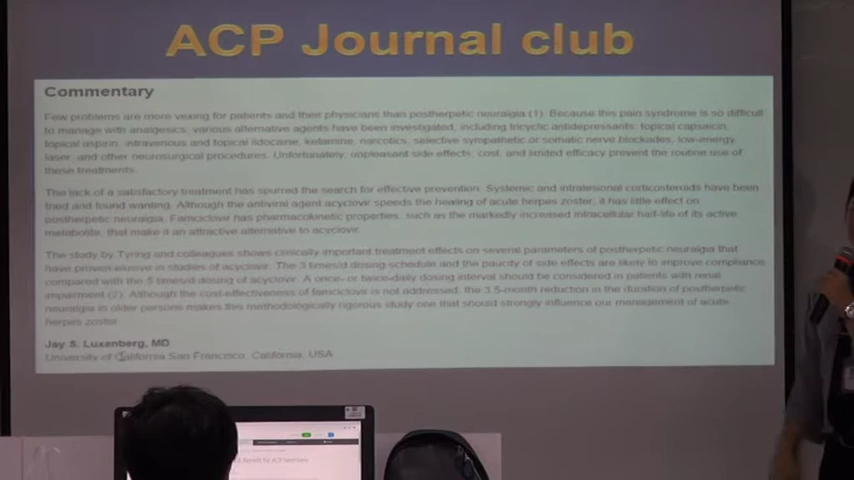 ACP Journal club
Commentary
Few problems are more vexing for patients and their physicians than postherpetic neuralgia (1). Because this pain syndrome is so difficult
to manage with analgesics, various alternative agents have been investigated, including tricyclic antidepressants, topical capsaicin,
topical aspirin, intravenous and topical lidocaine, ketamine, narcotics, selective sympathetic or somatic nerve blockades, low-energy
laser, and other neurosurgical procedures. Unfortunately, unpleasant side effects, cost, and limited efficacy prevent the routine use of
these treatments.
The lack of a satisfactory treatment has spurred the search for effective prevention. Systemic and intralesional corticosteroids have been
tried and found wanting. Although the antiviral agent acyclovir speeds the healing of acute herpes zoster, it has little effect on
postherpetic neuralgia. Famciclovir has pharmacokinetic properties, such as the markedly increased intracellular half-life of its active
metabolite, that make it an attractive alternative to acyclovir.
The study by Tyring and colleagues shows clinically important treatment effects on several parameters of postherpetic neuralgia that
have proven elusive in studies of acyclovir. The 3 times/d dosing schedule and the paucity of side effects are likely to improve compliance
compared with the 5 times/d dosing of acyclovir. A once- or twice-daily dosing interval should be considered in patients with renal
impairment (2). Although the cost-effectiveness of famciclovir is not addressed, the 3.5-month reduction in the duration of postherpetic
neuralgia in older persons makes this methodologically rigorous study one that should strongly influence our management of acute
herpes zoster.
Jay S. Luxenberg, MD
University of California San Francisco, California, USA